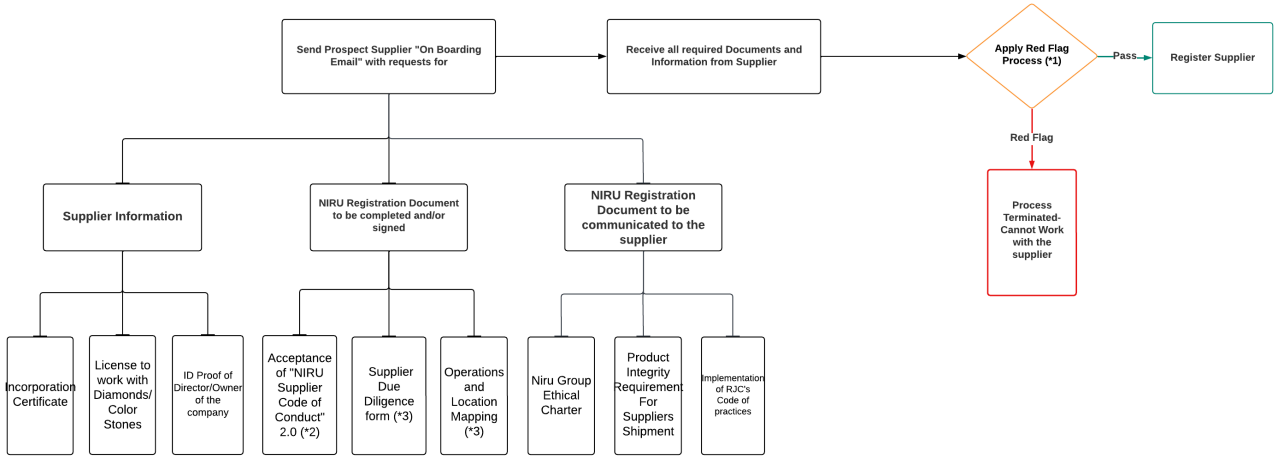 Send Prospect Supplier "On Boarding
Email" with requests for
Receive all required Documents and
Information from Supplier
Apply Red Flag
Process (*1)
Pass
Register Supplier
Red Flag
Process
Terminated-
Cannot Work
with the
supplier
Supplier Information
NIRU Registration Document
to be completed and/or
signed
NIRU Registration
Document to be
communicated to the
supplier
Incorporation
Certificate
License to
work with
Diamonds/
Color
Stones
ID Proof of
Director/Owner
of the
company
Acceptance
of "NIRU
Supplier
Code of
Conduct"
2.0 (*2)
Supplier
Due
Diligence
form (*3)
Operations
and
Location
Mapping
(*3)
Niru Group
Ethical
Charter
Product
Integrity
Requirement
For
Suppliers
Shipment
Implementation
of RJC's
Code of
practices